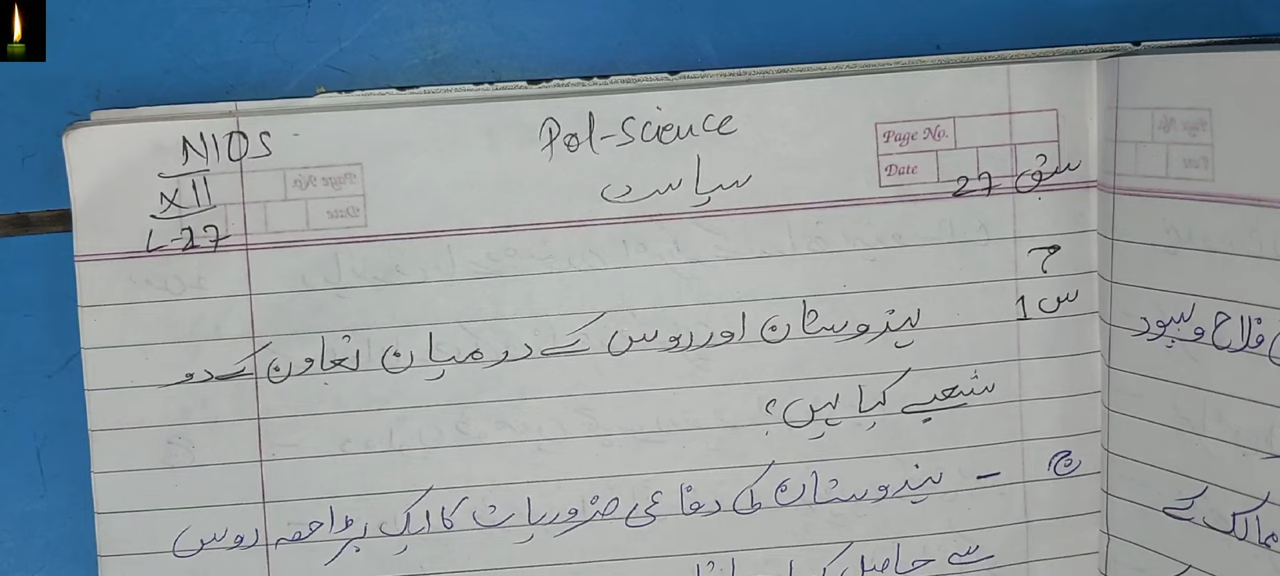 NIOS
XII
L-27
Pol-Science
سیاست
Page No.
Date
سبق 27
س 1 ہندوستان اور روس کے درمیان تعاون کے دو
شعبے کیا ہیں؟
ج - ہندوستان کی دفاعی ضروریات کا ایک بڑا حصہ روس
سے حاصل
فلاح و بہبود
ممالک کے